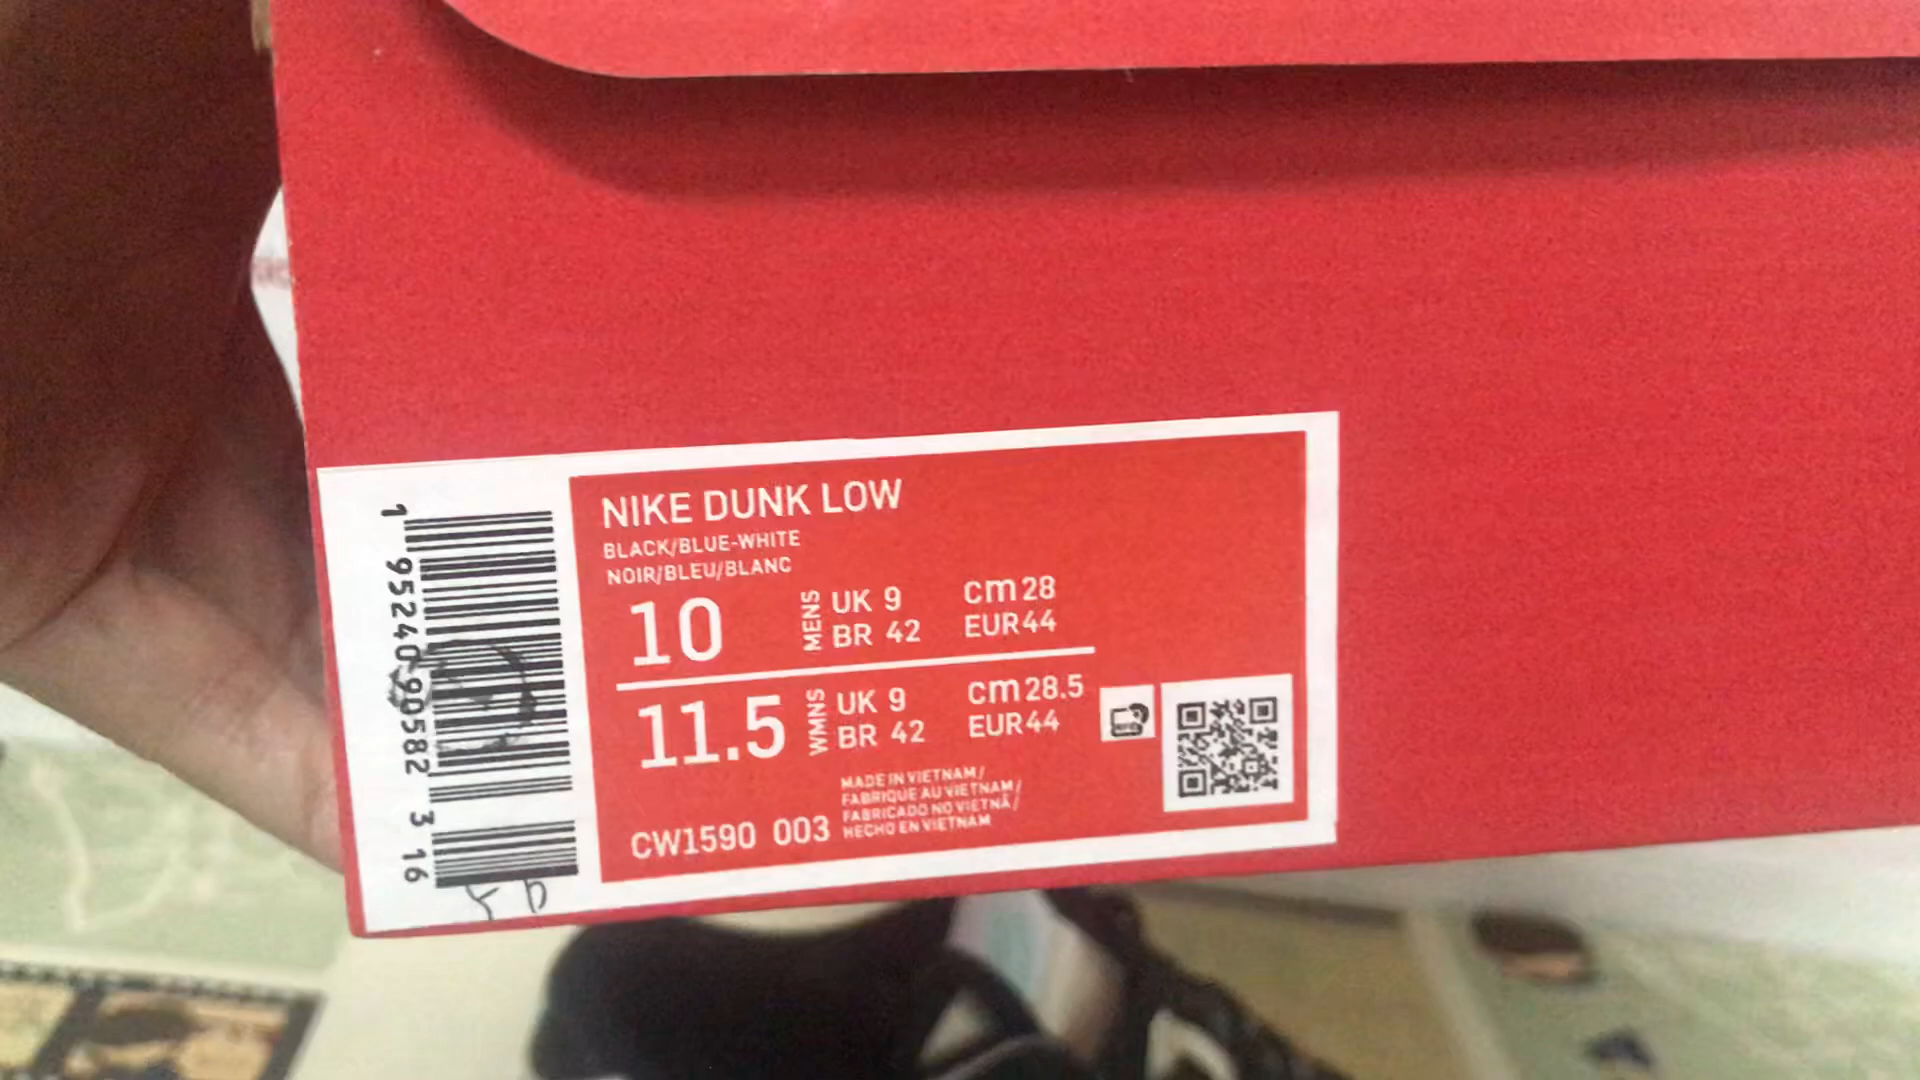 NIKE DUNK LOW
BLACK/BLUE-WHITE
NOIR/BLEU/BLANC
10 MENS UK 9 cm 28
BR 42 EUR 44
11.5 WMNS UK 9 cm 28.5
BR 42 EUR 44
MADE IN VIETNAM/
FABRIQUE AU VIETNAM/
FABRICADO NO VIETNÃ/
HECHO EN VIETNAM
CW1590 003
1 95240 90582 3 16